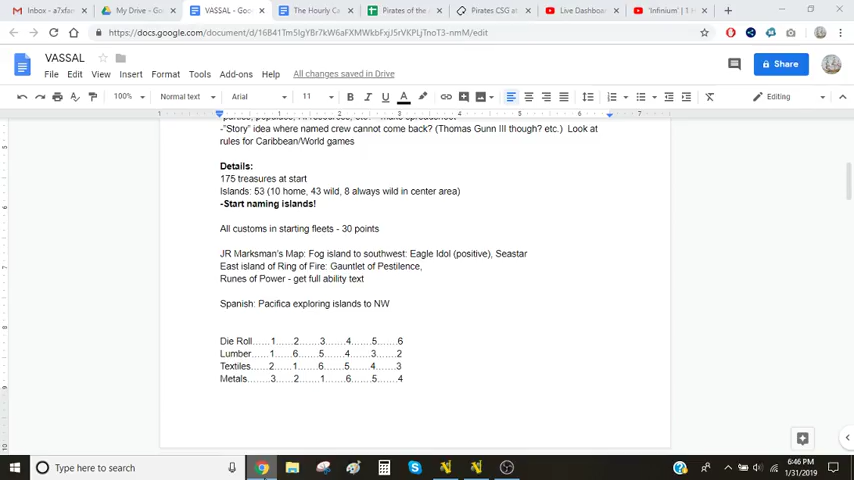 Inbox - a7xfan
My Drive - Goo
VASSAL - Goo
The Hourly Ca
Pirates of the
Pirates CSG at
Live Dashboar
'Infinium' | 1 H
https://docs.google.com/document/d/16B41Tm5IgYBr7kW6aFXMWkbFxjJ5rVKPLjTnoT3-nmM/edit
VASSAL
File Edit View Insert Format Tools Add-ons Help All changes saved in Drive
Share
100% Normal text Arial 11 Editing
-"Story" idea where named crew cannot come back? (Thomas Gunn III though? etc.) Look at
rules for Caribbean/World games
Details:
175 treasures at start
Islands: 53 (10 home, 43 wild, 8 always wild in center area)
-Start naming islands!
All customs in starting fleets - 30 points
JR Marksman's Map: Fog island to southwest: Eagle Idol (positive), Seastar
East island of Ring of Fire: Gauntlet of Pestilence,
Runes of Power - get full ability text
Spanish: Pacifica exploring islands to NW
Die Roll......1......2......3......4......5......6
Lumber......1......6......5......4......3......2
Textiles......2......1......6......5......4......3
Metals.......3......2......1......6......5......4
Type here to search
6:46 PM
1/31/2019